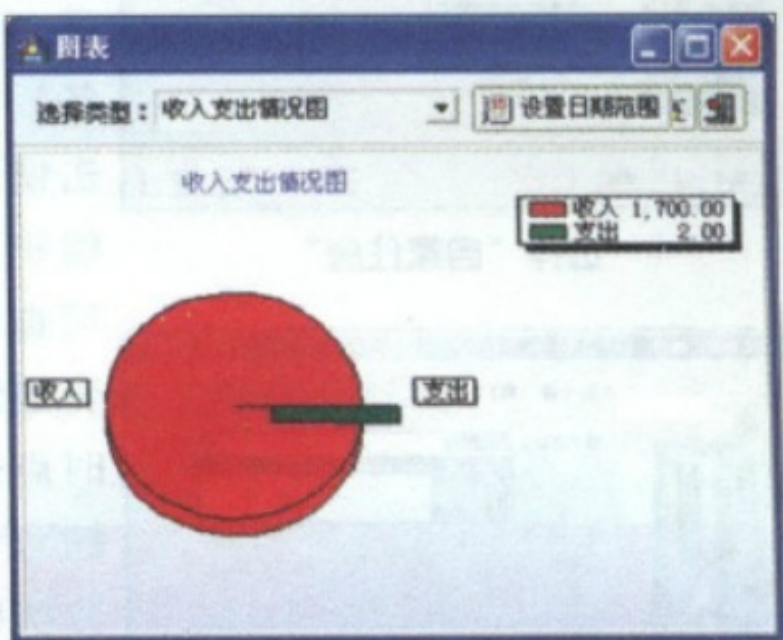 图表
选择类型： 收入支出情况图 设置日期范围
收入支出情况图
收入 1,700.00
支出 2.00
收入 支出